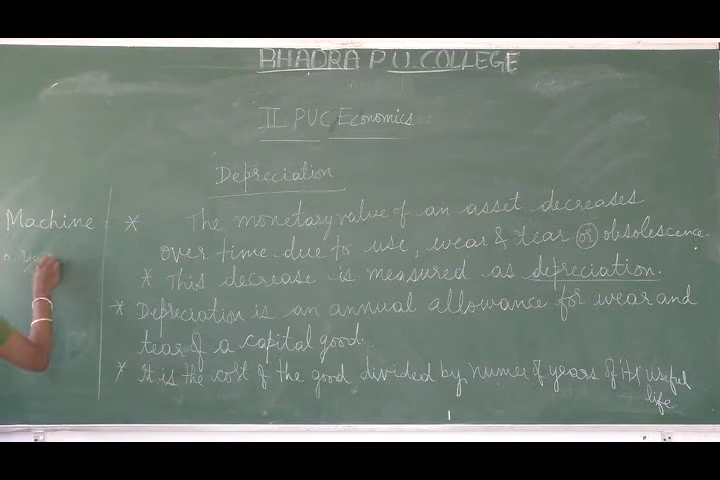 BHADRA P U COLLEGE
II PUC Economics
Depreciation
Machine
* The monetary value of an asset decreases
over time due to use, wear & tear or obsolescence.
* This decrease is measured as depreciation.
* Depreciation is an annual allowance for wear and
tear of a capital good.
* It is the cost of the good divided by numer of years of its useful
life